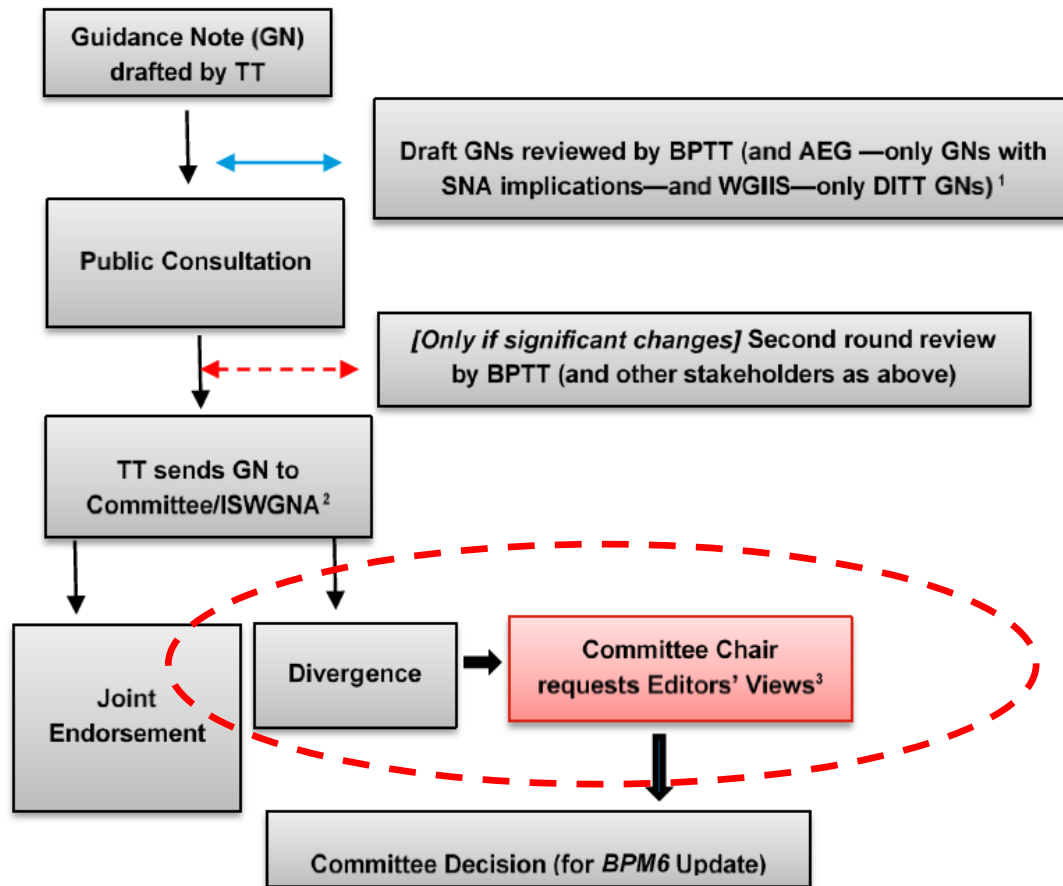 Guidance Note (GN)
drafted by TT
Draft GNs reviewed by BPTT (and AEG —only GNs with
SNA implications—and WGIIS—only DITT GNs) 1
Public Consultation
[Only if significant changes] Second round review
by BPTT (and other stakeholders as above)
TT sends GN to
Committee/ISWGNA 2
Joint
Endorsement
Divergence
Committee Chair
requests Editors’ Views3
Committee Decision (for BPM6 Update)